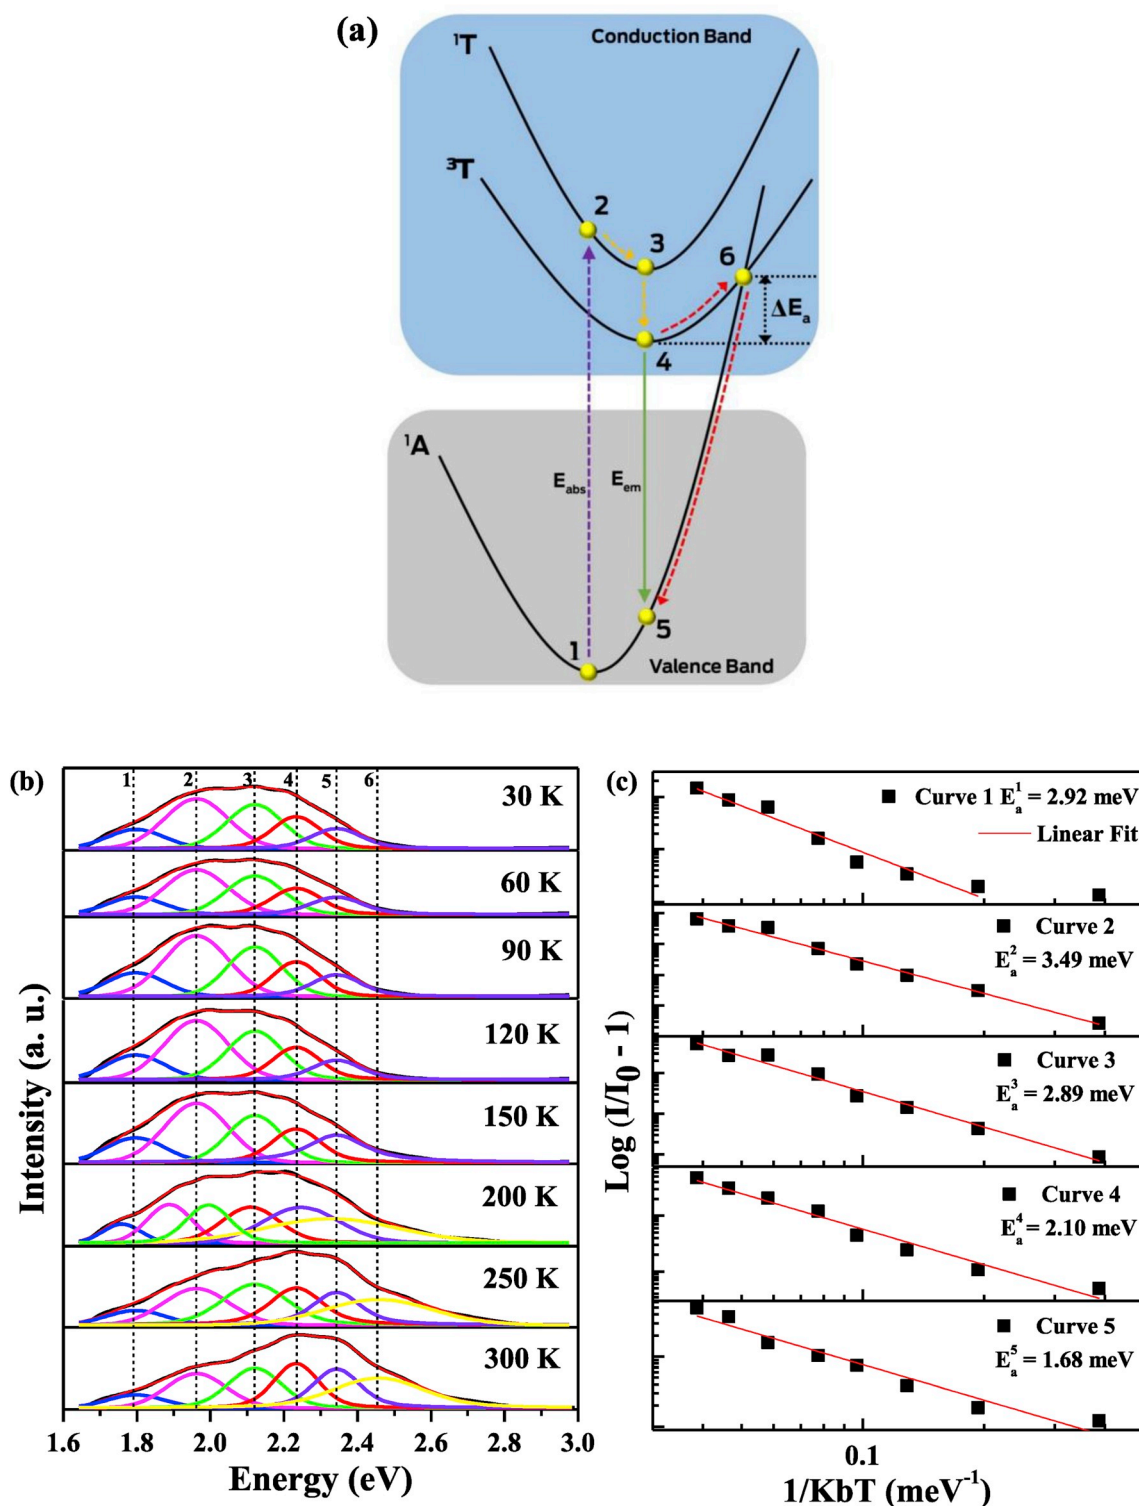 (a)
Conduction Band
¹T
³T
2
3
6
ΔEₐ
4
¹A
E_abs
E_em
5
1
Valence Band
(b)
1 2 3 4 5 6
30 K
60 K
90 K
120 K
150 K
200 K
250 K
300 K
Intensity (a. u.)
1.6 1.8 2.0 2.2 2.4 2.6 2.8 3.0
Energy (eV)
(c)
Curve 1 E¹ₐ = 2.92 meV
Linear Fit
Curve 2
E²ₐ = 3.49 meV
Curve 3
E³ₐ = 2.89 meV
Curve 4
E⁴ₐ = 2.10 meV
Curve 5
E⁵ₐ = 1.68 meV
Log (I/I₀ - 1)
0.1
1/KbT (meV⁻¹)